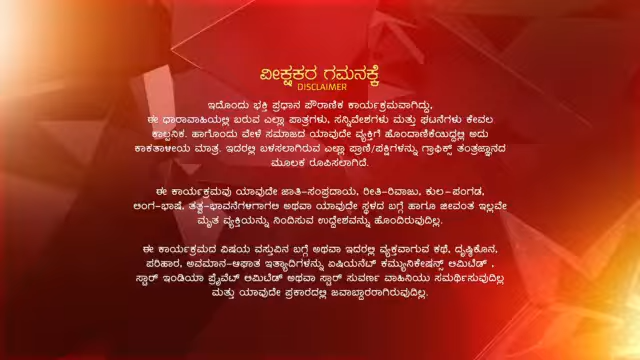 ವೀಕ್ಷಕರ ಗಮನಕ್ಕೆ
DISCLAIMER
ಇದೊಂದು ಭಕ್ತಿ ಪ್ರಧಾನ ಪೌರಾಣಿಕ ಕಾರ್ಯಕ್ರಮವಾಗಿದ್ದು,
ಈ ಧಾರಾವಾಹಿಯಲ್ಲಿ ಬರುವ ಎಲ್ಲಾ ಪಾತ್ರಗಳು, ಸನ್ನಿವೇಶಗಳು ಮತ್ತು ಘಟನೆಗಳು ಕೇವಲ
ಕಾಲ್ಪನಿಕ. ಹಾಗೊಂದು ವೇಳೆ ಸಮಾಜದ ಯಾವುದೇ ವ್ಯಕ್ತಿಗೆ ಹೊಂದಾಣಿಕೆಯಿದ್ದಲ್ಲಿ ಅದು
ಕಾಕತಾಳೀಯ ಮಾತ್ರ. ಇದರಲ್ಲಿ ಬಳಸಲಾಗಿರುವ ಎಲ್ಲಾ ಪ್ರಾಣಿ/ಪಕ್ಷಿಗಳನ್ನು ಗ್ರಾಫಿಕ್ಸ್ ತಂತ್ರಜ್ಞಾನದ
ಮೂಲಕ ರೂಪಿಸಲಾಗಿದೆ.
ಈ ಕಾರ್ಯಕ್ರಮವು ಯಾವುದೇ ಜಾತಿ-ಸಂಪ್ರದಾಯ, ರೀತಿ-ರಿವಾಜು, ಕುಲ-ಪಂಗಡ,
ಲಿಂಗ-ಭಾಷೆ, ತತ್ವ-ಭಾವನೆಗಳಿಗಾಗಲಿ ಅಥವಾ ಯಾವುದೇ ಸ್ಥಳದ ಬಗ್ಗೆ ಹಾಗೂ ಜೀವಂತ ಇಲ್ಲವೇ
ಮೃತ ವ್ಯಕ್ತಿಯನ್ನು ನಿಂದಿಸುವ ಉದ್ದೇಶವನ್ನು ಹೊಂದಿರುವುದಿಲ್ಲ.
ಈ ಕಾರ್ಯಕ್ರಮದ ವಿಷಯ ವಸ್ತುವಿನ ಬಗ್ಗೆ ಅಥವಾ ಇದರಲ್ಲಿ ವ್ಯಕ್ತವಾಗುವ ಕಥೆ, ದೃಷ್ಠಿಕೋನ,
ಪರಿಹಾರ, ಅವಮಾನ-ಆಘಾತ ಇತ್ಯಾದಿಗಳನ್ನು ಏಷಿಯನೆಟ್ ಕಮ್ಯುನಿಕೇಷನ್ಸ್ ಲಿಮಿಟೆಡ್ ,
ಸ್ಟಾರ್ ಇಂಡಿಯಾ ಪ್ರೈವೆಟ್ ಲಿಮಿಟೆಡ್ ಅಥವಾ ಸ್ಟಾರ್ ಸುವರ್ಣ ವಾಹಿನಿಯು ಸಮರ್ಥಿಸುವುದಿಲ್ಲ
ಮತ್ತು ಯಾವುದೇ ಪ್ರಕಾರದಲ್ಲಿ ಜವಾಬ್ದಾರರಾಗಿರುವುದಿಲ್ಲ.